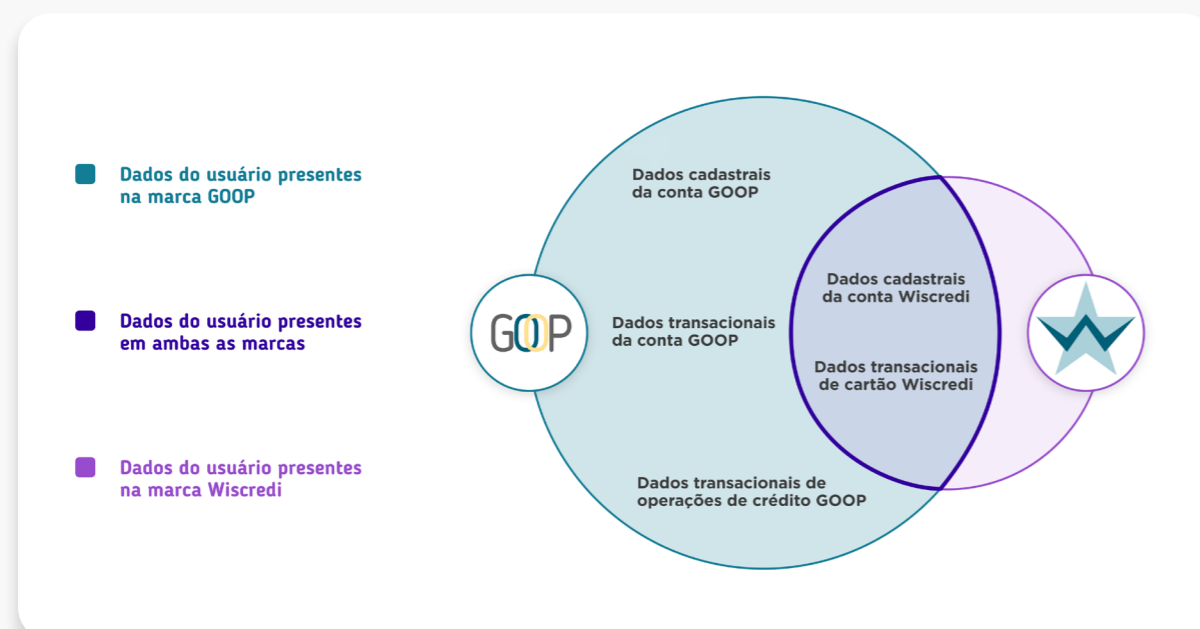 Dados do usuário presentes
na marca GOOP
Dados do usuário presentes
em ambas as marcas
Dados do usuário presentes
na marca Wiscredi
Dados cadastrais
da conta GOOP
GOOP
Dados transacionais
da conta GOOP
Dados transacionais de
operações de crédito GOOP
Dados cadastrais
da conta Wiscredi
Dados transacionais
de cartão Wiscredi